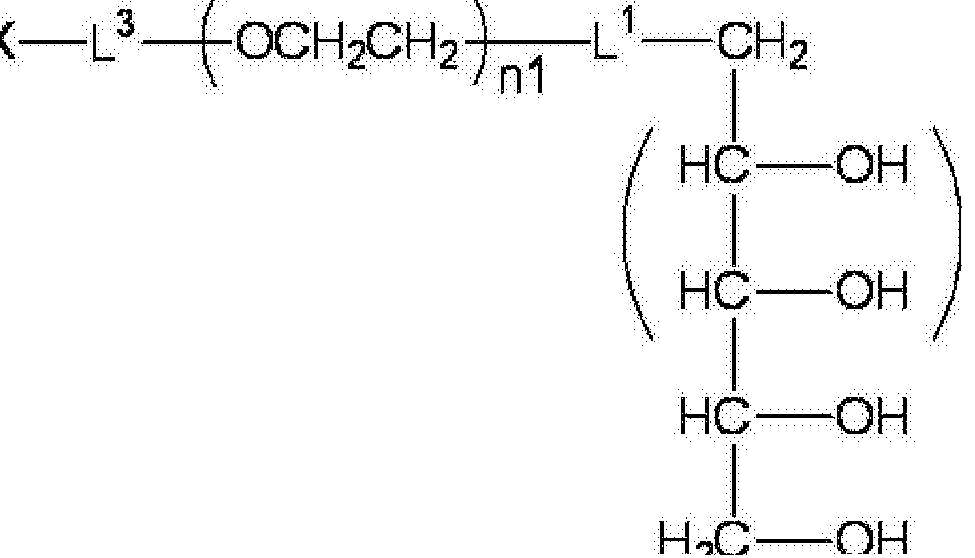 X—L³—(OCH₂CH₂)n1—L¹—CH₂
(HC—OH
HC—OH)
HC—OH
H₂C—OH